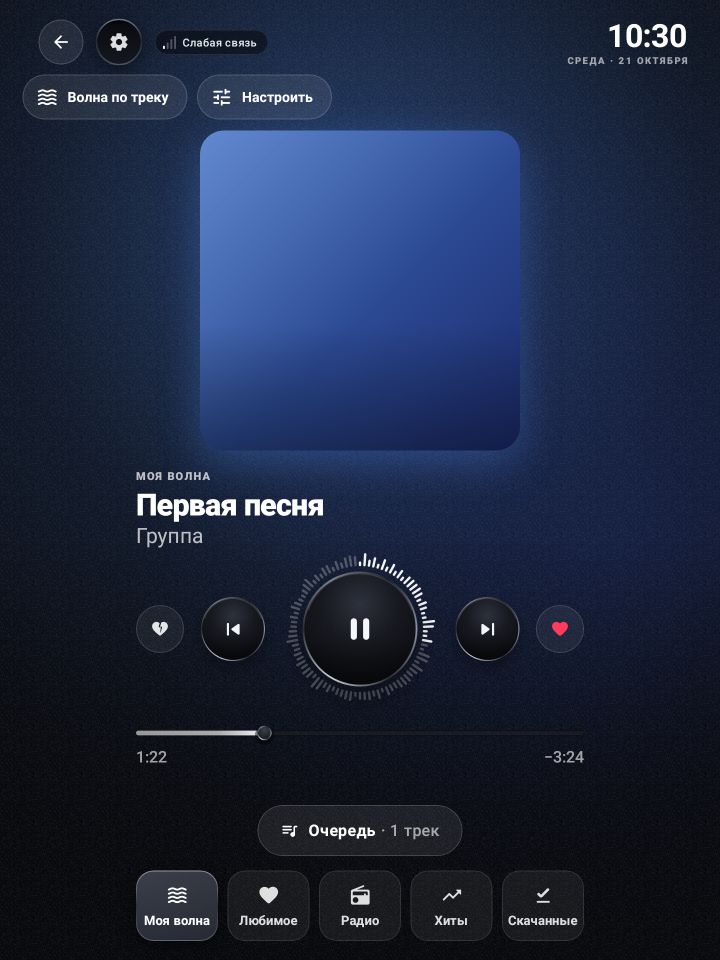 Слабая связь
10:30
СРЕДА · 21 ОКТЯБРЯ
Волна по треку
Настроить
МОЯ ВОЛНА
Первая песня
Группа
1:22
−3:24
Очередь · 1 трек
Моя волна
Любимое
Радио
Хиты
Скачанные